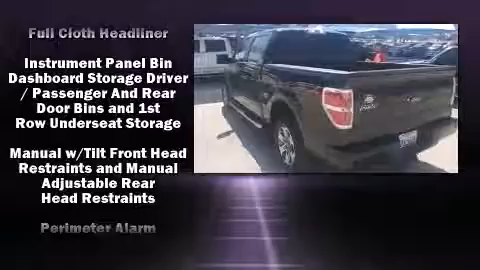 Full Cloth Headliner
Instrument Panel Bin
Dashboard Storage Driver
/ Passenger And Rear
Door Bins and 1st
Row Underseat Storage
Manual w/Tilt Front Head
Restraints and Manual
Adjustable Rear
Head Restraints
Perimeter Alarm